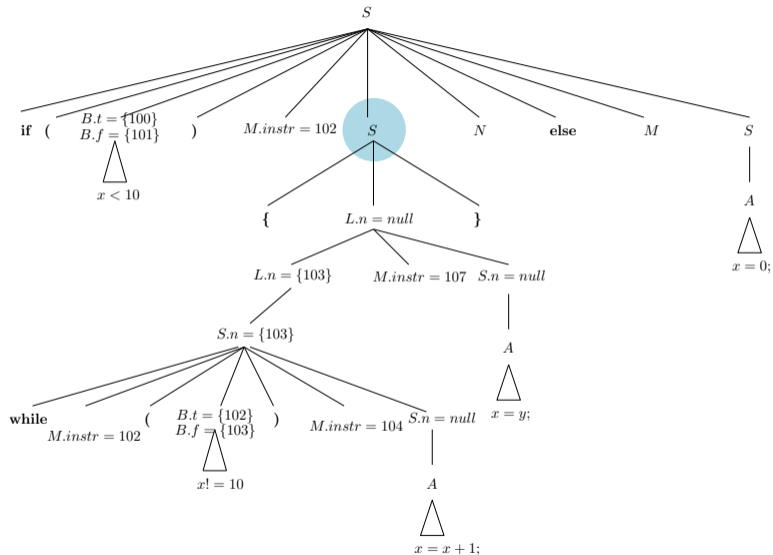 S
if ( B.t = {100} ) M.instr = 102 S N else M S
B.f = {101}
x < 10
A
{ L.n = null }
x = 0;
L.n = {103} M.instr = 107 S.n = null
S.n = {103}
A
while M.instr = 102 ( B.t = {102} ) M.instr = 104 S.n = null
B.f = {103}
x = y;
x! = 10
A
x = x + 1;